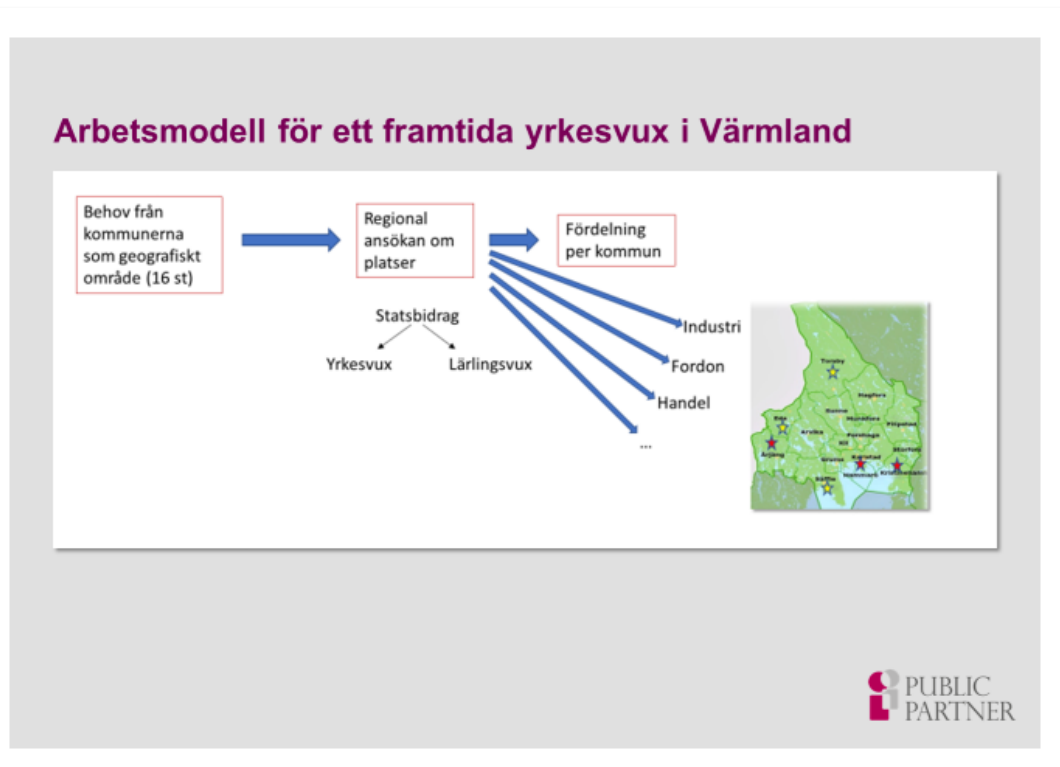 Arbetsmodell för ett framtida yrkesvux i Värmland
Behov från
kommunerna
som geografiskt
område (16 st)
Regional
ansökan om
platser
Fördelning
per kommun
Statsbidrag
Yrkesvux
Lärlingsvux
Industri
Fordon
Handel
...
Torsby
Hagfors
Sunne
Munkfors
Eda
Arvika
Filipstad
Forshaga
Kil
Storfors
Årjäng
Grums
Karlstad
Hammarö
Kristinehamn
Säffle
PUBLIC
PARTNER